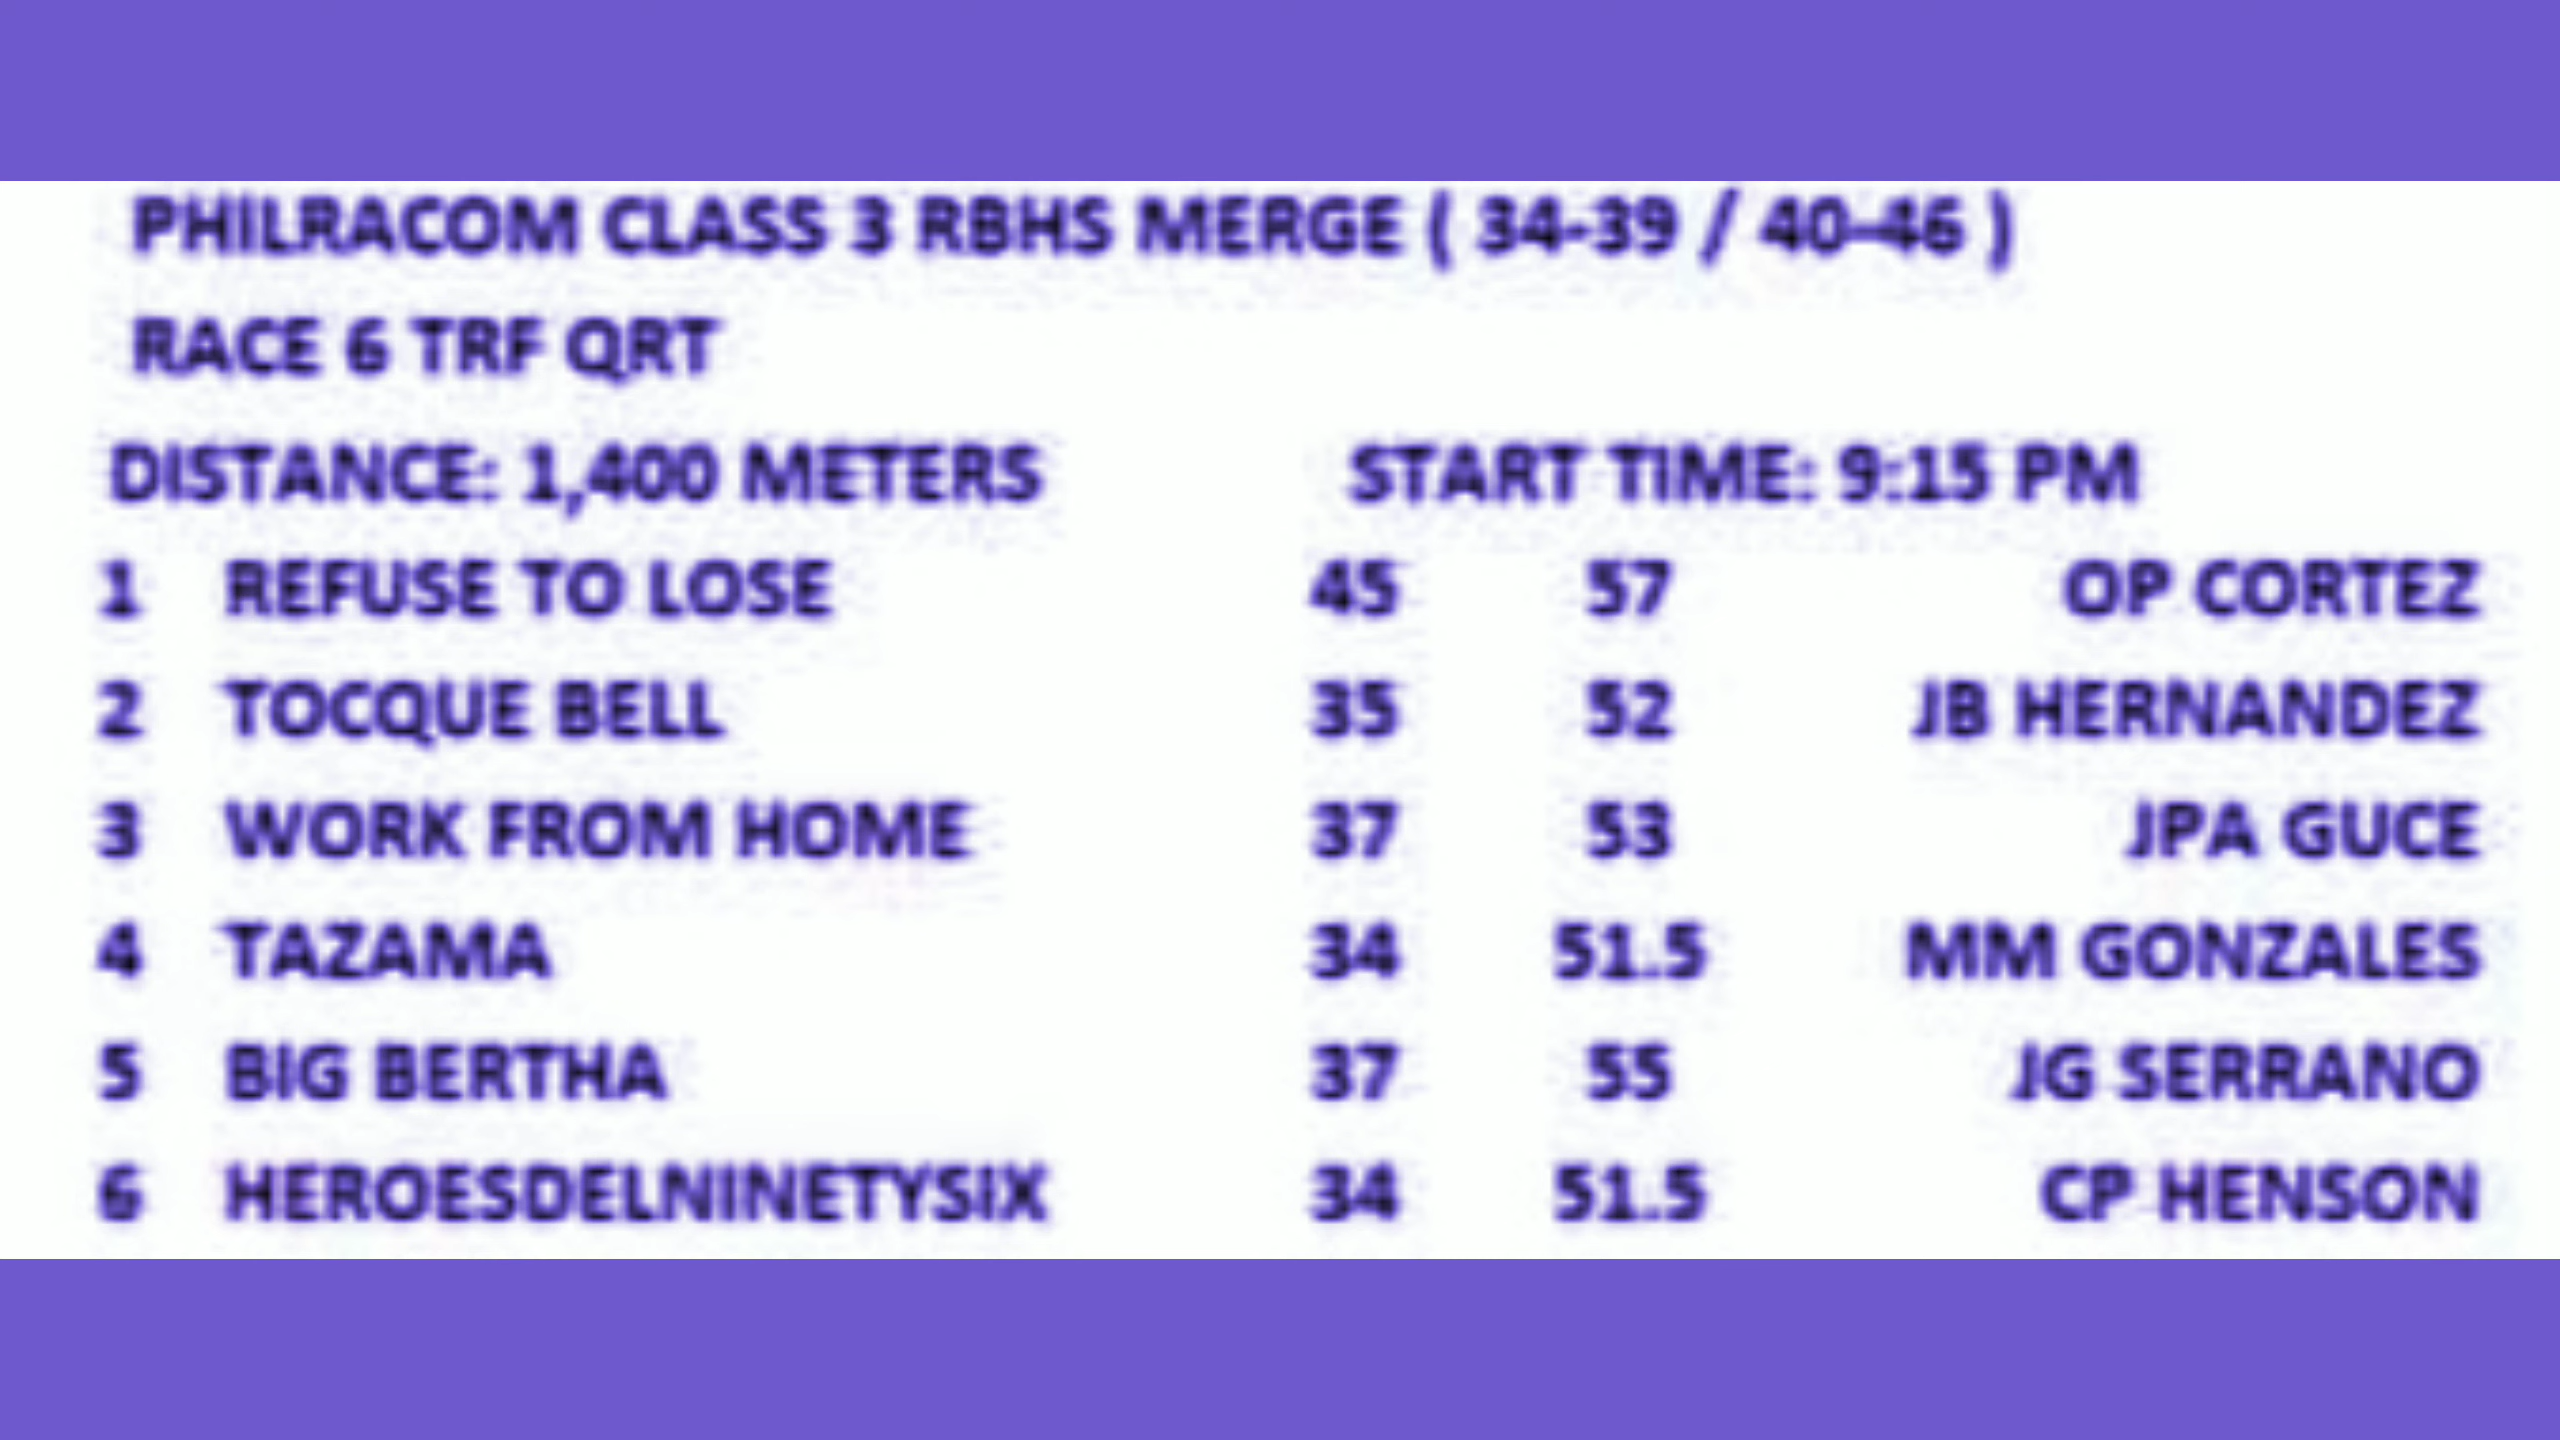 PHILRACOM CLASS 3 RBHS MERGE ( 34-39 / 40-46 )
RACE 6 TRF QRT
DISTANCE: 1,400 METERS START TIME: 9:15 PM
1 REFUSE TO LOSE 45 57 OP CORTEZ
2 TOCQUE BELL 35 52 JB HERNANDEZ
3 WORK FROM HOME 37 53 JPA GUCE
4 TAZAMA 34 51.5 MM GONZALES
5 BIG BERTHA 37 55 JG SERRANO
6 HEROESDELNINETYSIX 34 51.5 CP HENSON